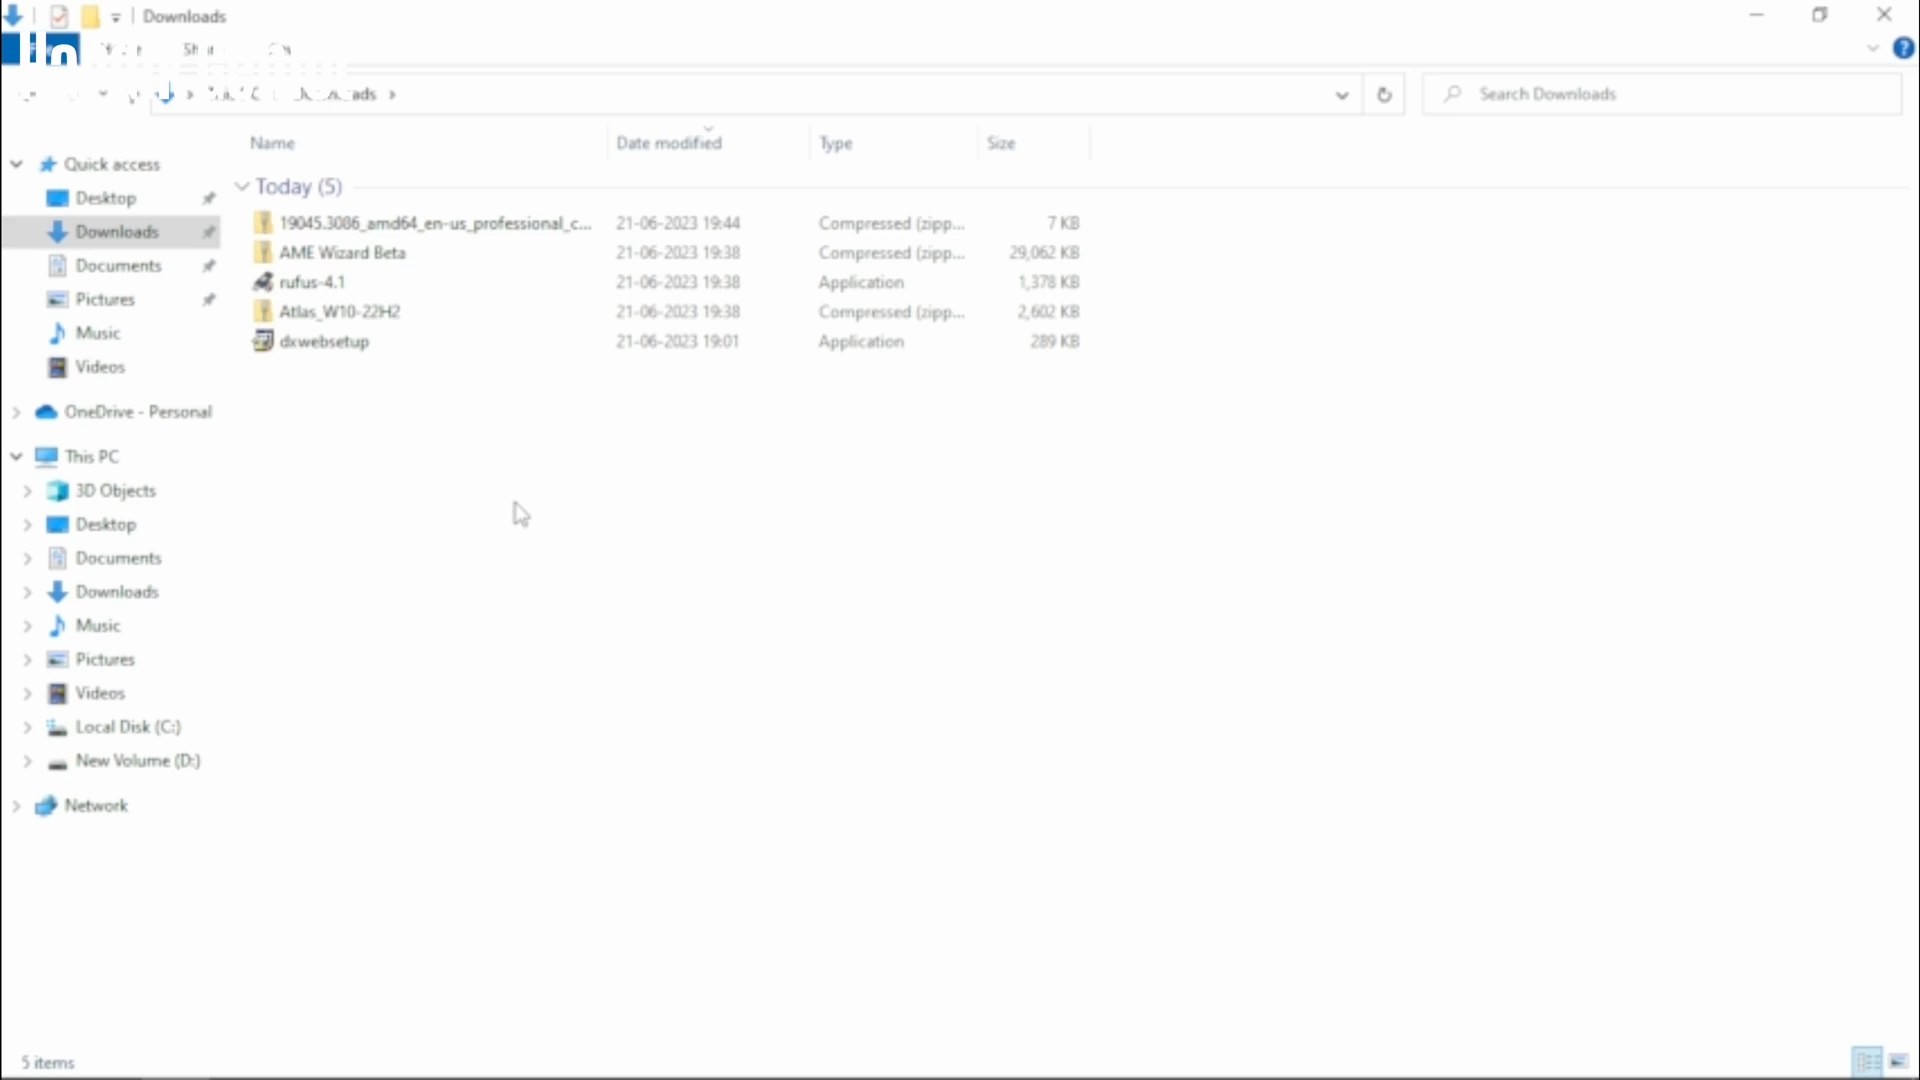 Downloads
Search Downloads
Name Date modified Type Size
Quick access
Today (5)
Desktop
19045.3086_amd64_en-us_professional_c... 21-06-2023 19:44 Compressed (zipp... 7 KB
Downloads
AME Wizard Beta 21-06-2023 19:38 Compressed (zipp... 29,062 KB
Documents
rufus-4.1 21-06-2023 19:38 Application 1,378 KB
Pictures
Atlas_W10-22H2 21-06-2023 19:38 Compressed (zipp... 2,602 KB
Music
dxwebsetup 21-06-2023 19:01 Application 289 KB
Videos
OneDrive - Personal
This PC
3D Objects
Desktop
Documents
Downloads
Music
Pictures
Videos
Local Disk (C:)
New Volume (D:)
Network
5 items